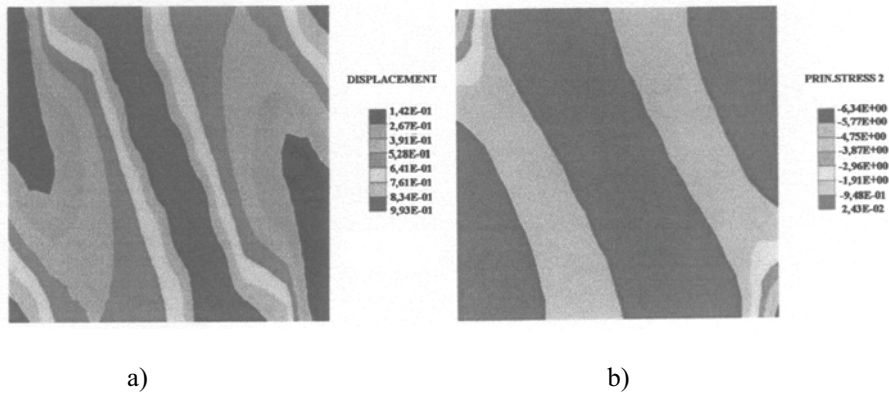 DISPLACEMENT
1,42E-01
2,67E-01
3,91E-01
5,28E-01
6,41E-01
7,61E-01
8,34E-01
9,93E-01
PRIN.STRESS 2
-6,34E+00
-5,77E+00
-4,75E+00
-3,87E+00
-2,96E+00
-1,91E+00
-9,48E-01
2,43E-02
a)
b)